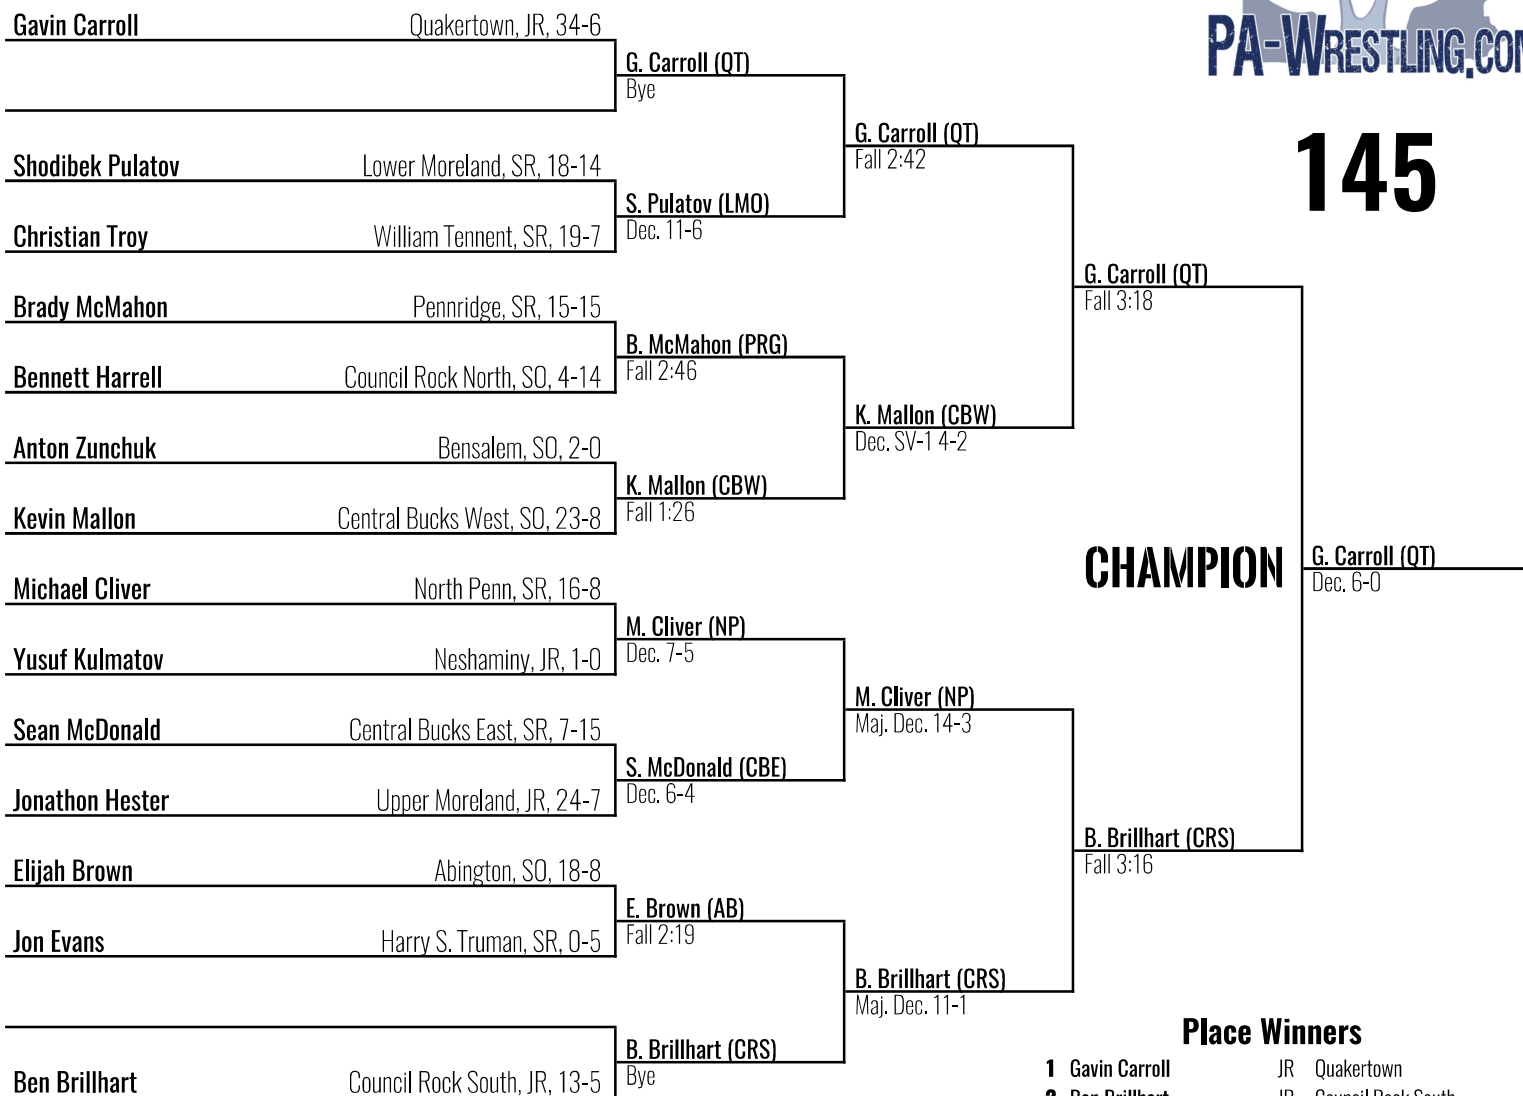 Gavin Carroll Quakertown, JR, 34-6
G. Carroll (QT)
Bye
Shodibek Pulatov Lower Moreland, SR, 18-14
Christian Troy William Tennent, SR, 19-7
S. Pulatov (LMO)
Dec. 11-6
G. Carroll (QT)
Fall 2:42
Brady McMahon Pennridge, SR, 15-15
Bennett Harrell Council Rock North, SO, 4-14
B. McMahon (PRG)
Fall 2:46
Anton Zunchuk Bensalem, SO, 2-0
Kevin Mallon Central Bucks West, SO, 23-8
K. Mallon (CBW)
Fall 1:26
K. Mallon (CBW)
Dec. SV-1 4-2
G. Carroll (QT)
Fall 3:18
Michael Cliver North Penn, SR, 16-8
Yusuf Kulmatov Neshaminy, JR, 1-0
M. Cliver (NP)
Dec. 7-5
Sean McDonald Central Bucks East, SR, 7-15
Jonathon Hester Upper Moreland, JR, 24-7
S. McDonald (CBE)
Dec. 6-4
M. Cliver (NP)
Maj. Dec. 14-3
Elijah Brown Abington, SO, 18-8
Jon Evans Harry S. Truman, SR, 0-5
E. Brown (AB)
Fall 2:19
Ben Brillhart Council Rock South, JR, 13-5
B. Brillhart (CRS)
Bye
B. Brillhart (CRS)
Maj. Dec. 11-1
B. Brillhart (CRS)
Fall 3:16
CHAMPION
G. Carroll (QT)
Dec. 6-0
PA-WRESTLING.COM
145
Place Winners
1 Gavin Carroll JR Quakertown
2 Ben Brillhart JR Council Rock South